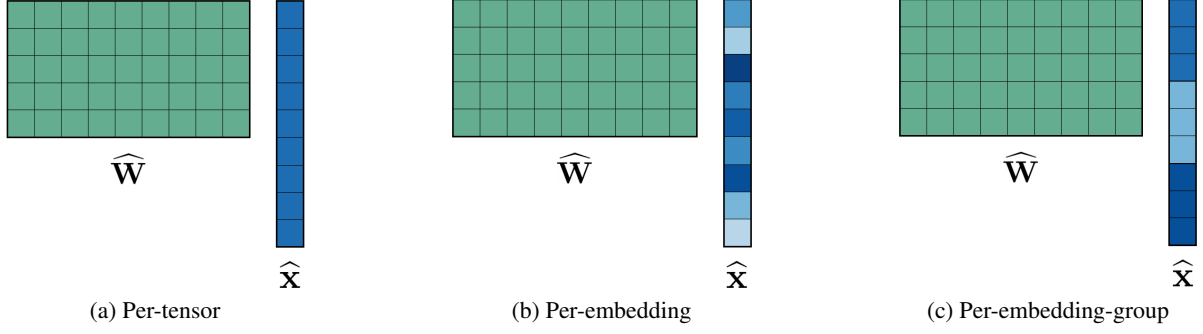 Ŵ
x̂
(a) Per-tensor
Ŵ
x̂
(b) Per-embedding
Ŵ
x̂
(c) Per-embedding-group